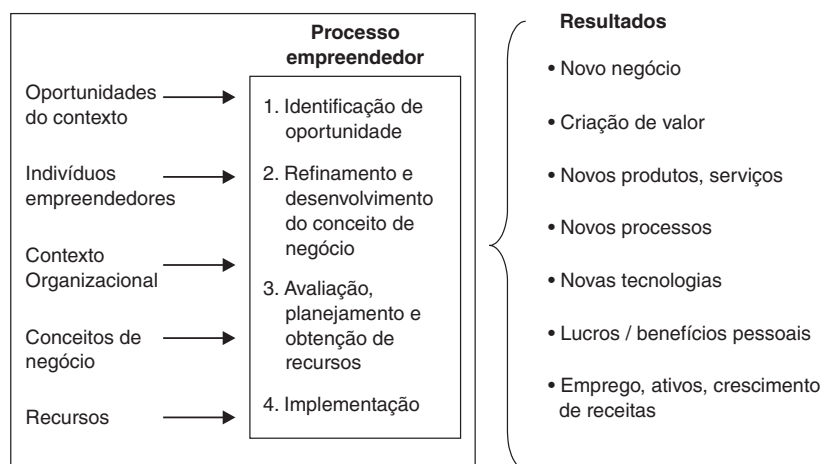 Processo
empreendedor
Oportunidades
do contexto
Indivíduos
empreendedores
Contexto
Organizacional
Conceitos de
negócio
Recursos
1. Identificação de
oportunidade
2. Refinamento e
desenvolvimento
do conceito de
negócio
3. Avaliação,
planejamento e
obtenção de
recursos
4. Implementação
Resultados
• Novo negócio
• Criação de valor
• Novos produtos, serviços
• Novos processos
• Novas tecnologias
• Lucros / benefícios pessoais
• Emprego, ativos, crescimento
de receitas